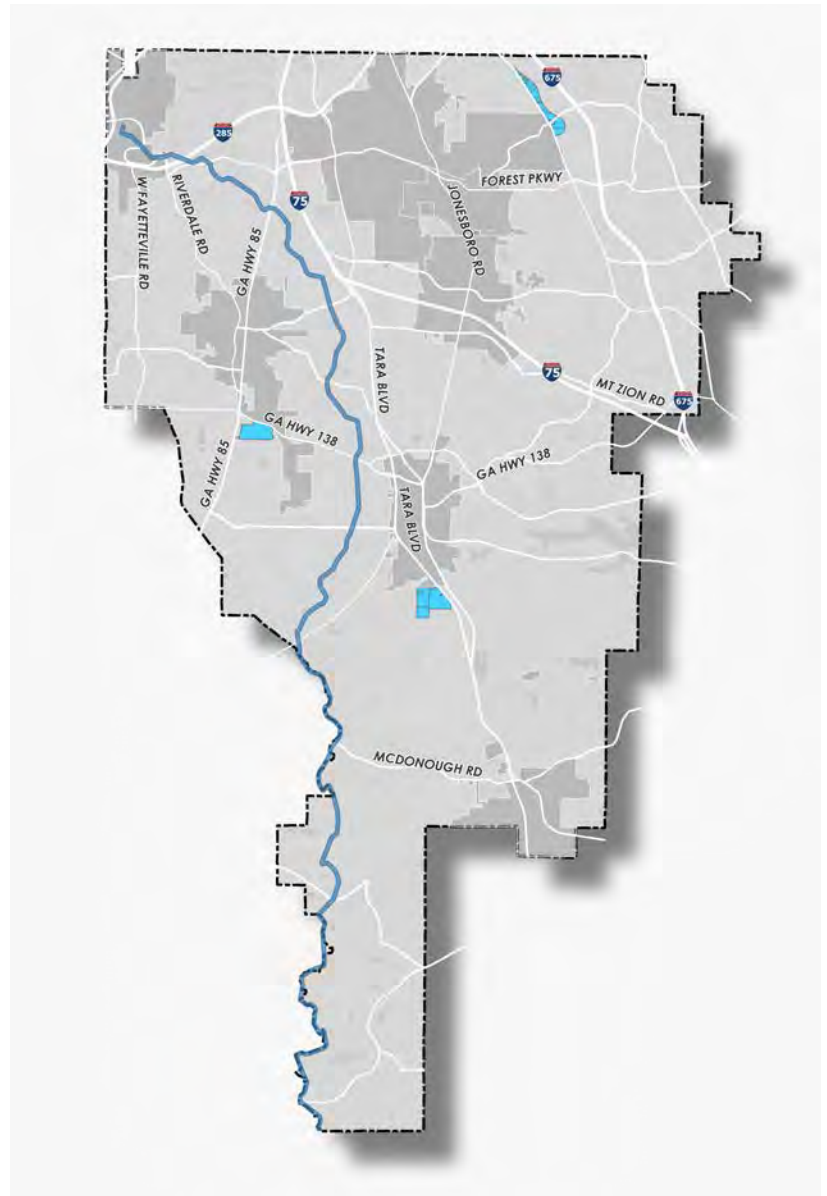 675
285
FOREST PKWY
W FAYETTEVILLE RD
RIVERDALE RD
75
JONESBORO RD
GA HWY 85
TARA BLVD
75
MT ZION RD
675
GA HWY 138
GA HWY 85
GA HWY 138
TARA BLVD
MCDONOUGH RD